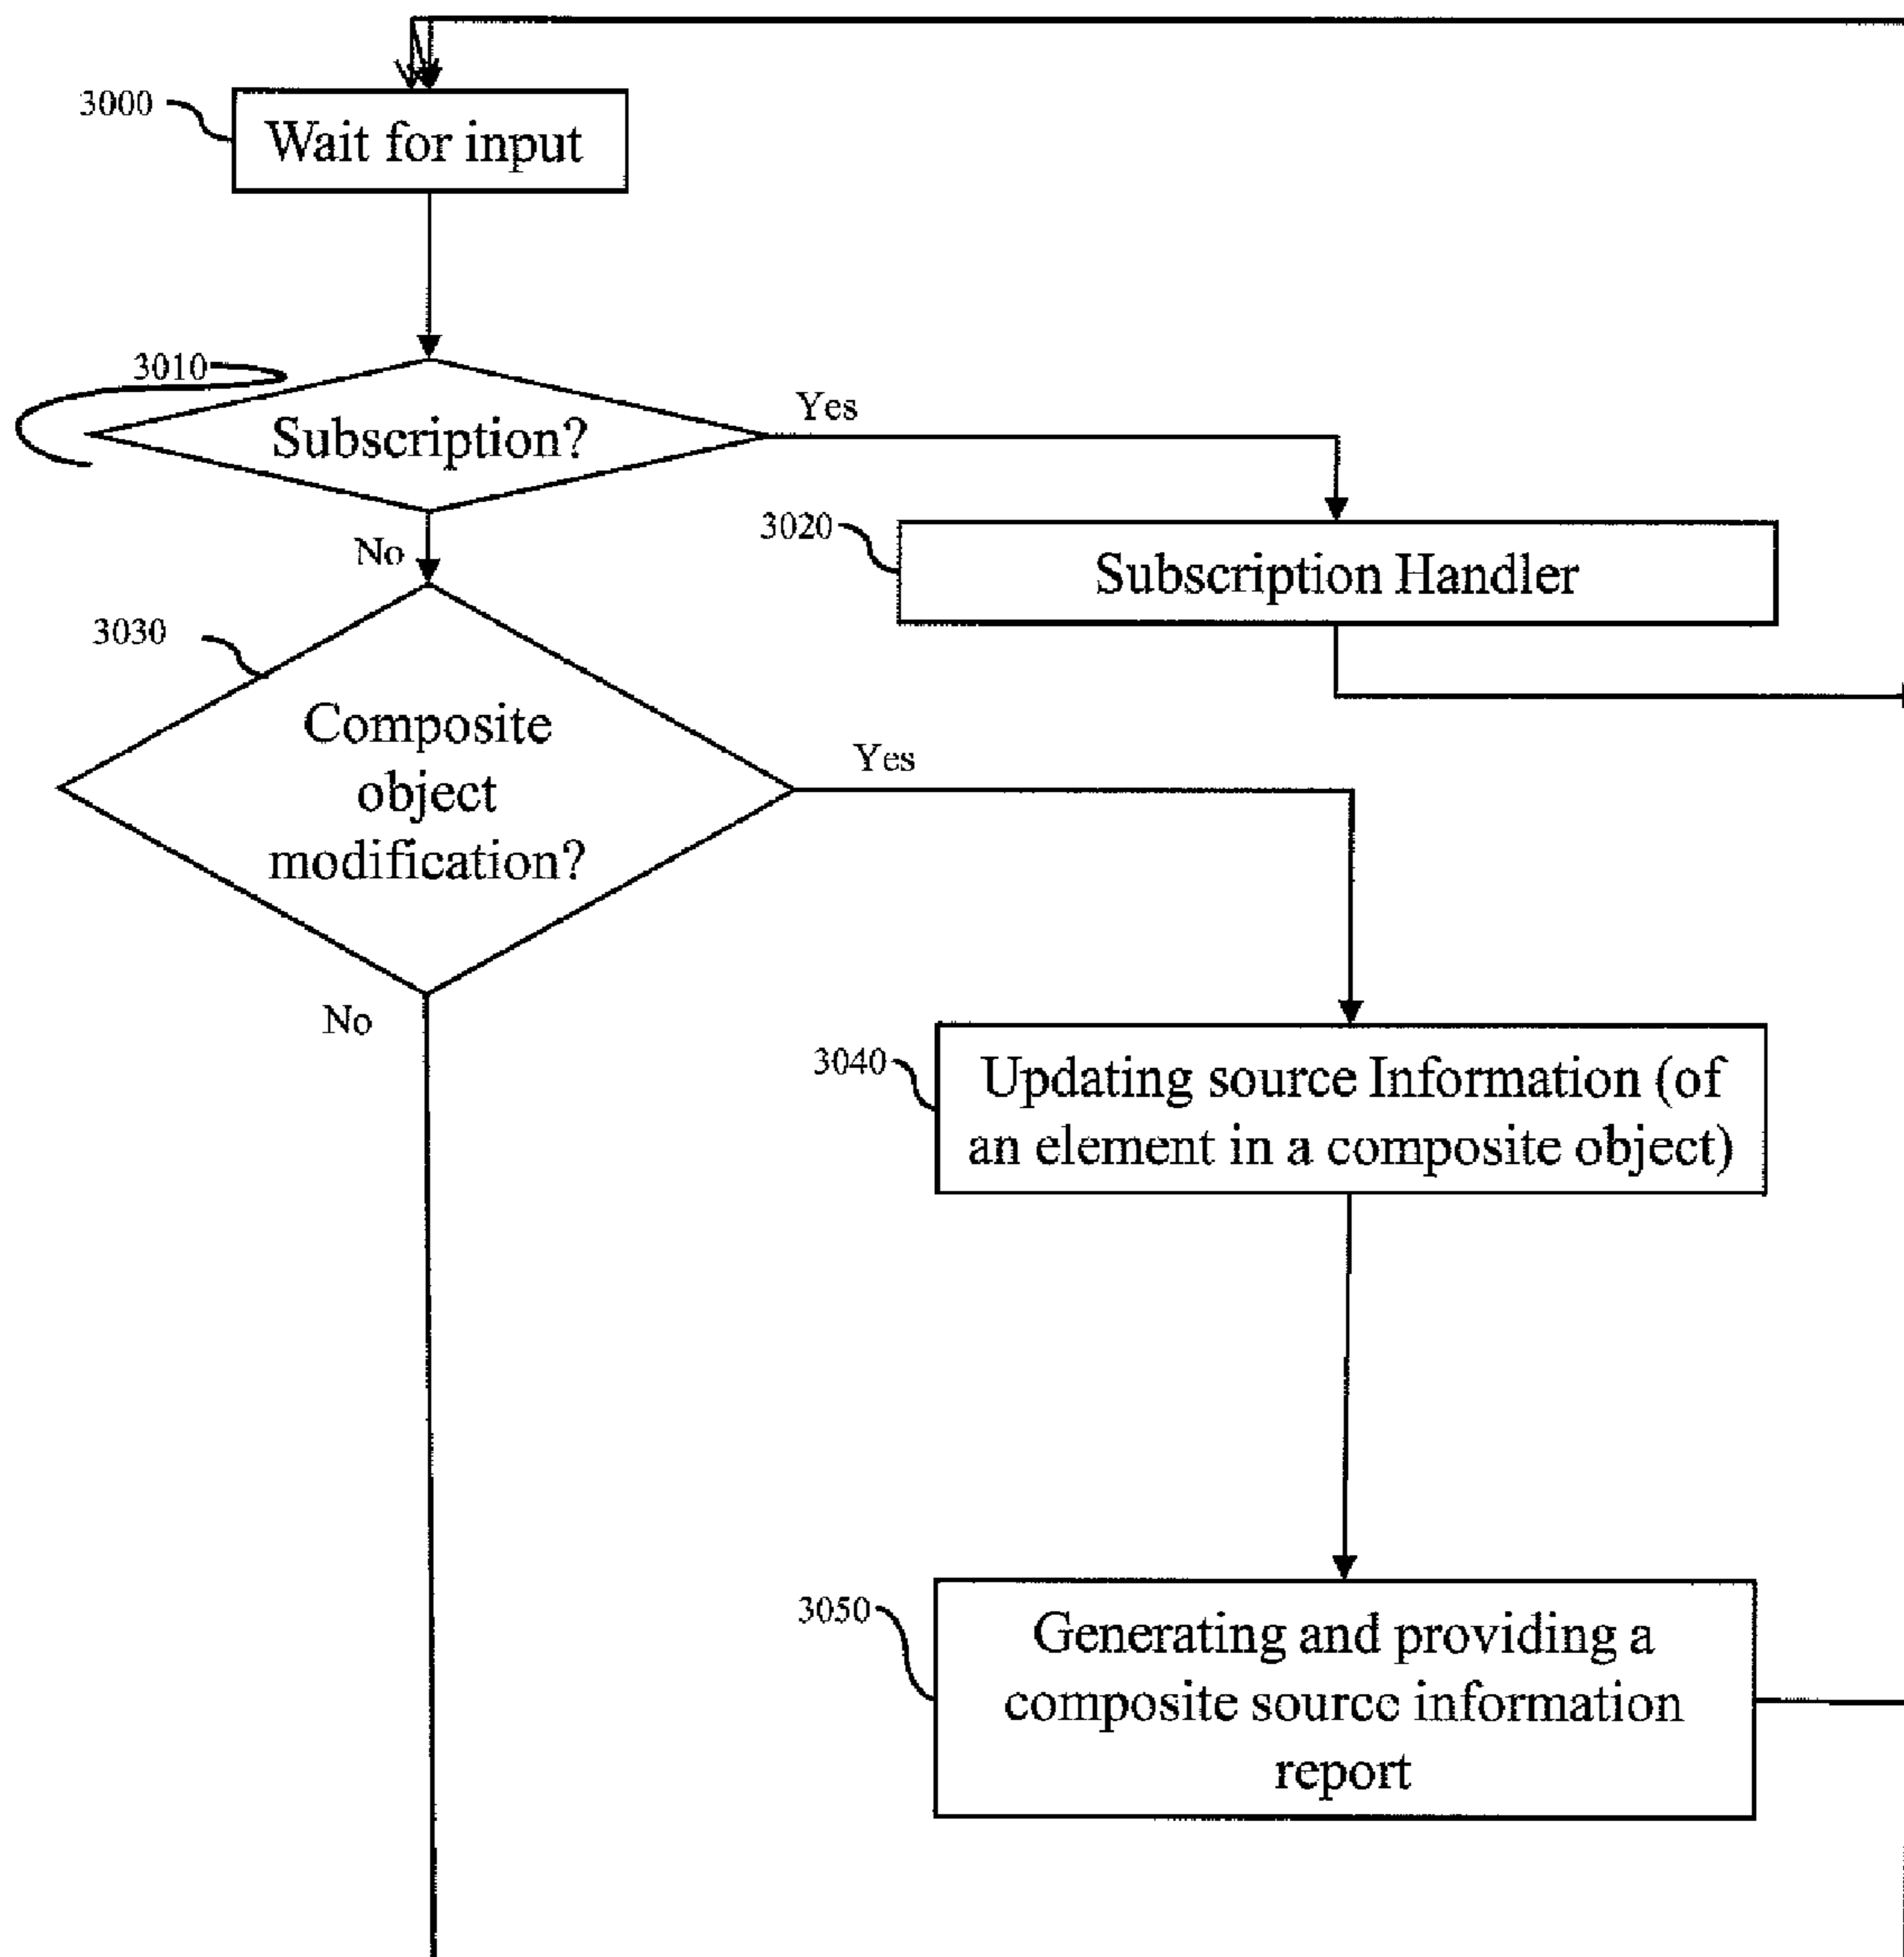 3000
Wait for input
3010
Subscription?
Yes
No
3020
Subscription Handler
3030
Composite
object
modification?
Yes
No
3040
Updating source Information (of
an element in a composite object)
3050
Generating and providing a
composite source information
report